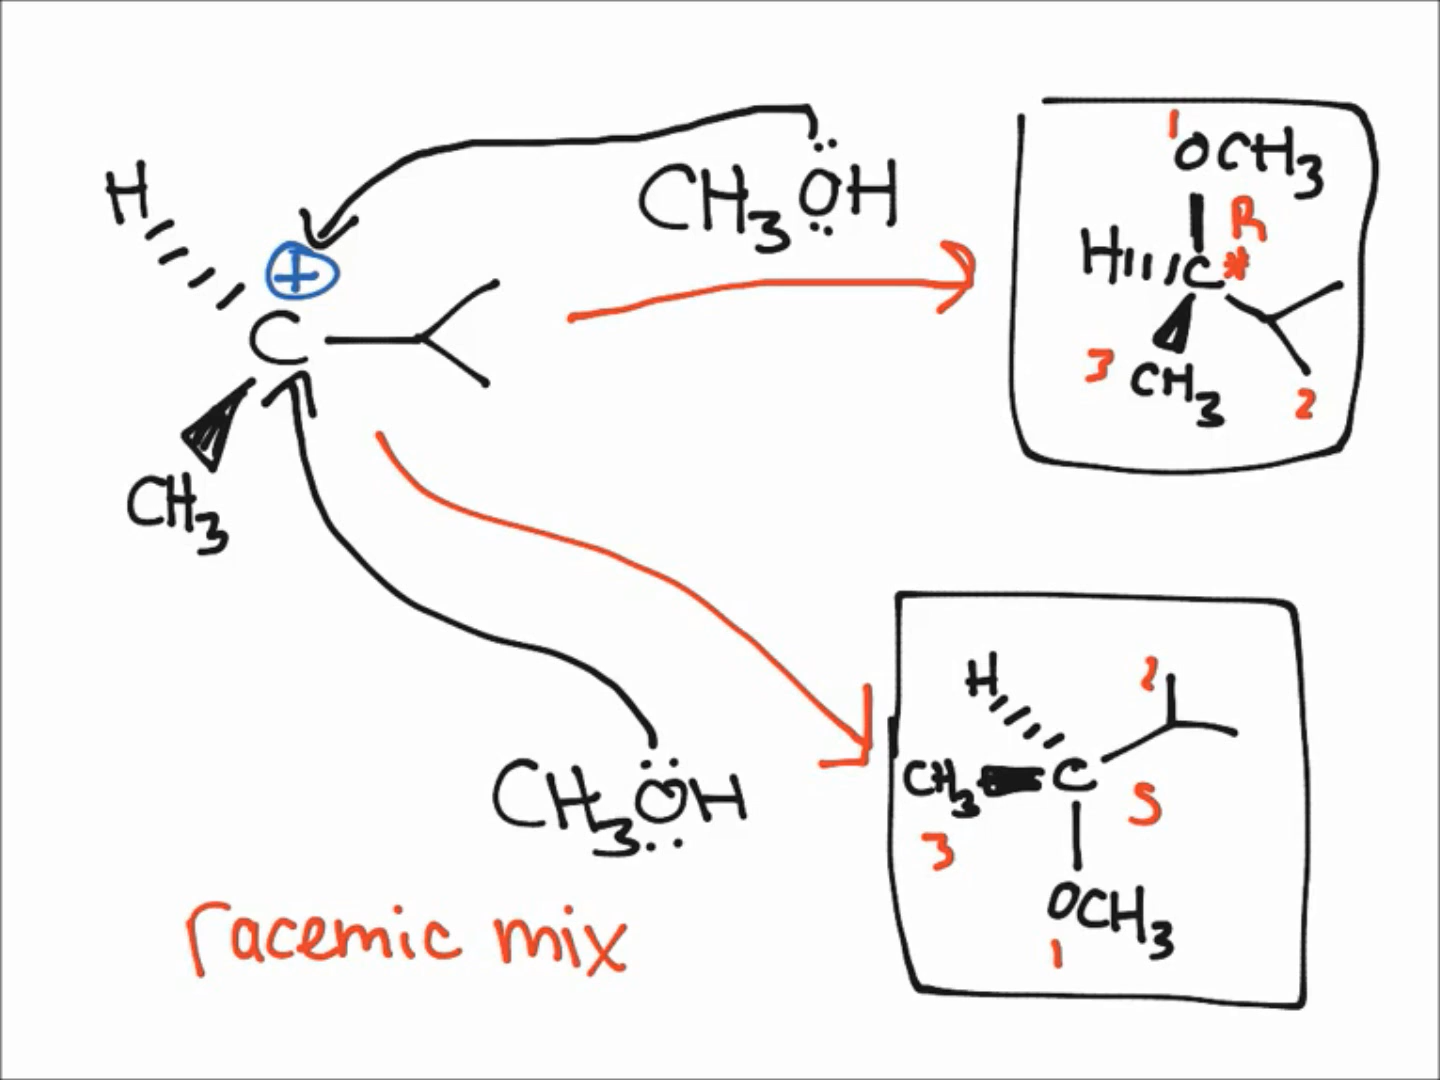 H
⊕
C
CH3
CH3ÖH
1
OCH3
R
H C *
3 CH3 2
CH3ÖH
H 2
CH3 C S
3
OCH3
1
racemic mix